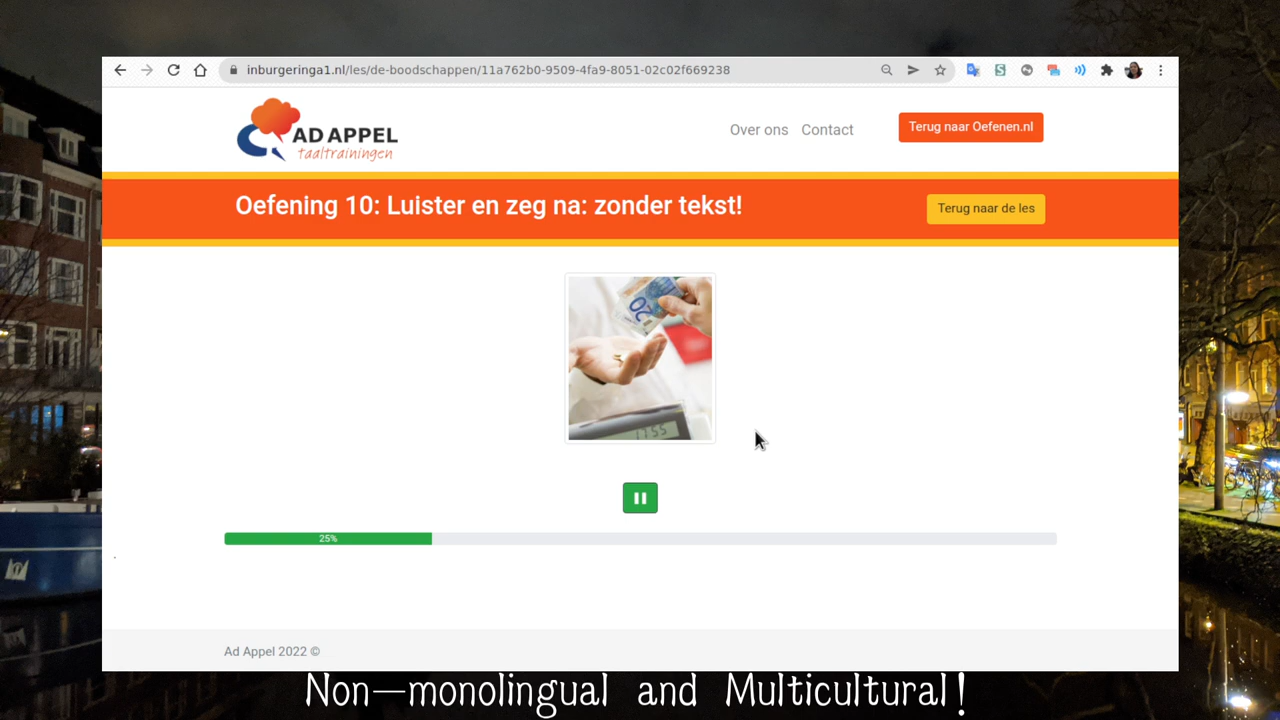 inburgeringa1.nl/les/de-boodschappen/11a762b0-9509-4fa9-8051-02c02f669238
AD APPEL
taaltrainingen
Over ons
Contact
Terug naar Oefenen.nl
Oefening 10: Luister en zeg na: zonder tekst!
Terug naar de les
20
1755
25%
Ad Appel 2022 ©
Non—monolingual and Multicultural!